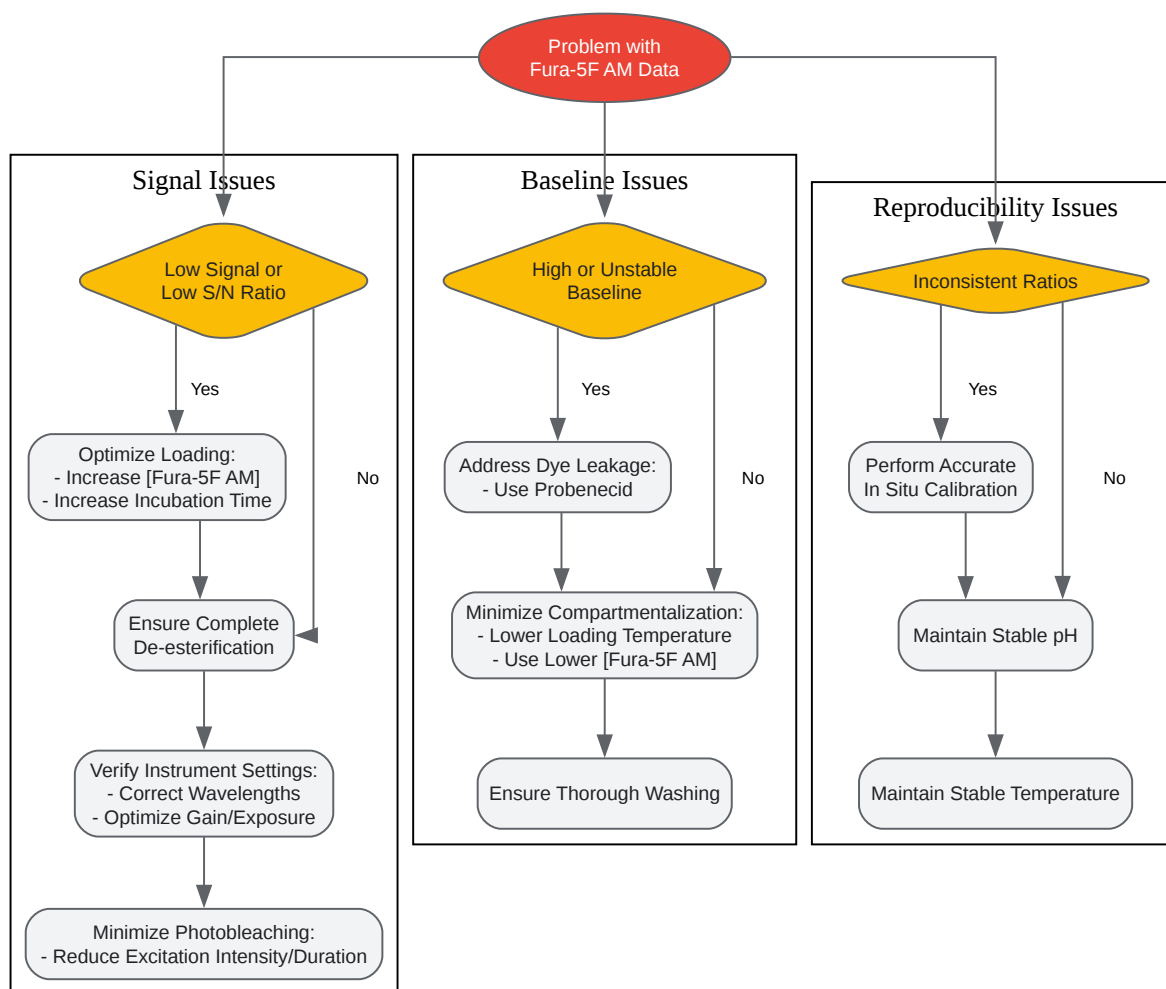 Problem with
Fura-5F AM Data
Signal Issues
Low Signal or
Low S/N Ratio
Yes
No
Optimize Loading:
- Increase [Fura-5F AM]
- Increase Incubation Time
Ensure Complete
De-esterification
Verify Instrument Settings:
- Correct Wavelengths
- Optimize Gain/Exposure
Minimize Photobleaching:
- Reduce Excitation Intensity/Duration
Baseline Issues
High or Unstable
Baseline
Yes
No
Address Dye Leakage:
- Use Probenecid
Minimize Compartmentalization:
- Lower Loading Temperature
- Use Lower [Fura-5F AM]
Ensure Thorough Washing
Reproducibility Issues
Inconsistent Ratios
Yes
No
Perform Accurate
In Situ Calibration
Maintain Stable pH
Maintain Stable Temperature